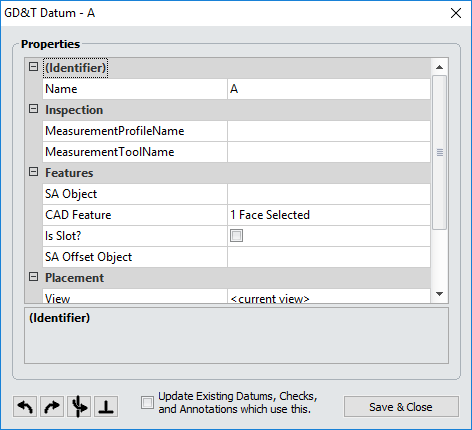 GD&T Datum - A
Properties
(Identifier)
Name A
Inspection
MeasurementProfileName
MeasurementToolName
Features
SA Object
CAD Feature 1 Face Selected
Is Slot?
SA Offset Object
Placement
View <current view>
(Identifier)
Update Existing Datums, Checks,
and Annotations which use this.
Save & Close